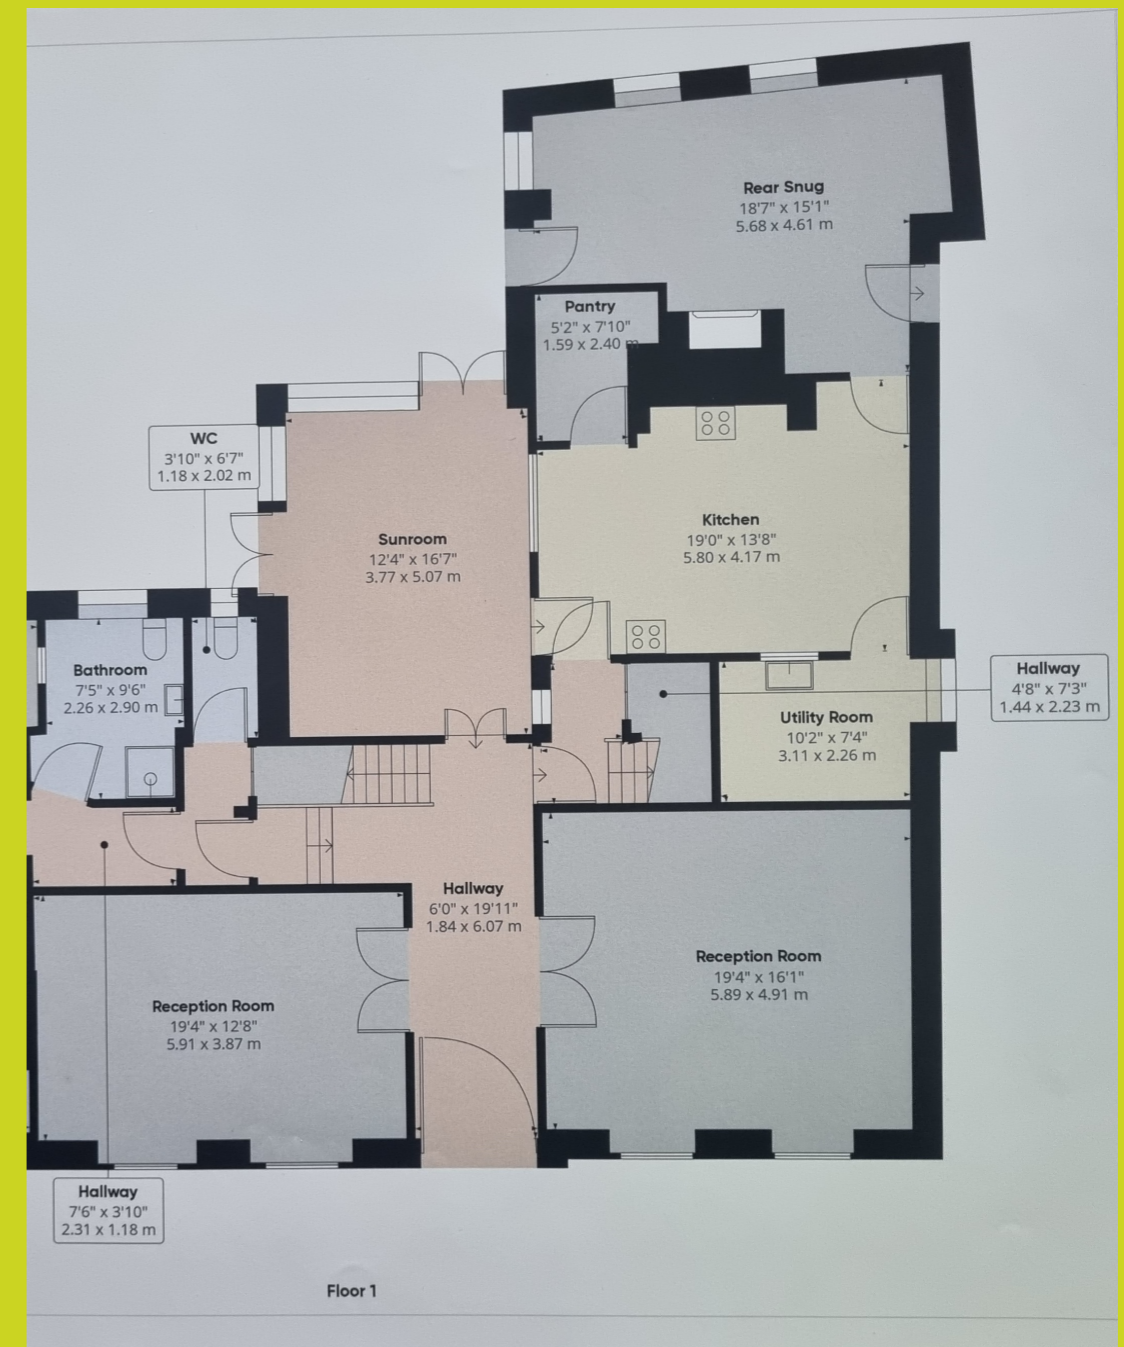 Rear Snug
18'7" x 15'1"
5.68 x 4.61 m
Pantry
5'2" x 7'10"
1.59 x 2.40 m
WC
3'10" x 6'7"
1.18 x 2.02 m
Sunroom
12'4" x 16'7"
3.77 x 5.07 m
Kitchen
19'0" x 13'8"
5.80 x 4.17 m
Bathroom
7'5" x 9'6"
2.26 x 2.90 m
Hallway
4'8" x 7'3"
1.44 x 2.23 m
Utility Room
10'2" x 7'4"
3.11 x 2.26 m
Hallway
6'0" x 19'11"
1.84 x 6.07 m
Reception Room
19'4" x 16'1"
5.89 x 4.91 m
Reception Room
19'4" x 12'8"
5.91 x 3.87 m
Hallway
7'6" x 3'10"
2.31 x 1.18 m
Floor 1